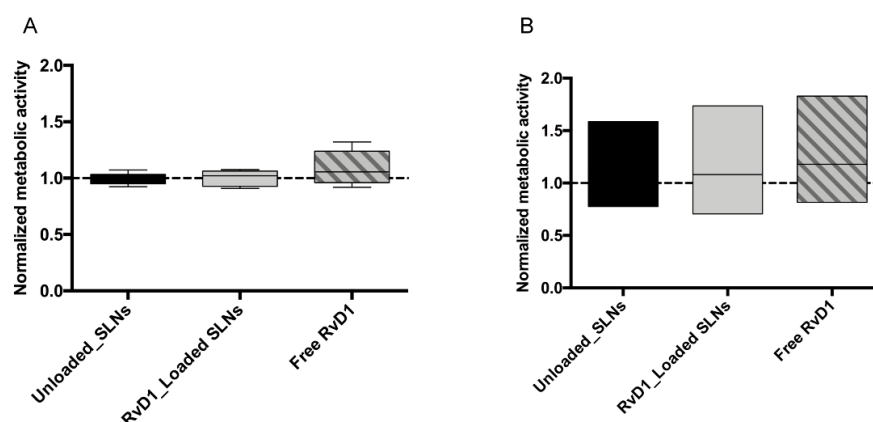 A
Normalized metabolic activity
2.0
1.5
1.0
0.5
0.0
Unloaded_SLNs
RvD1_Loaded SLNs
Free RvD1
B
Normalized metabolic activity
2.0
1.5
1.0
0.5
0.0
Unloaded_SLNs
RvD1_Loaded SLNs
Free RvD1